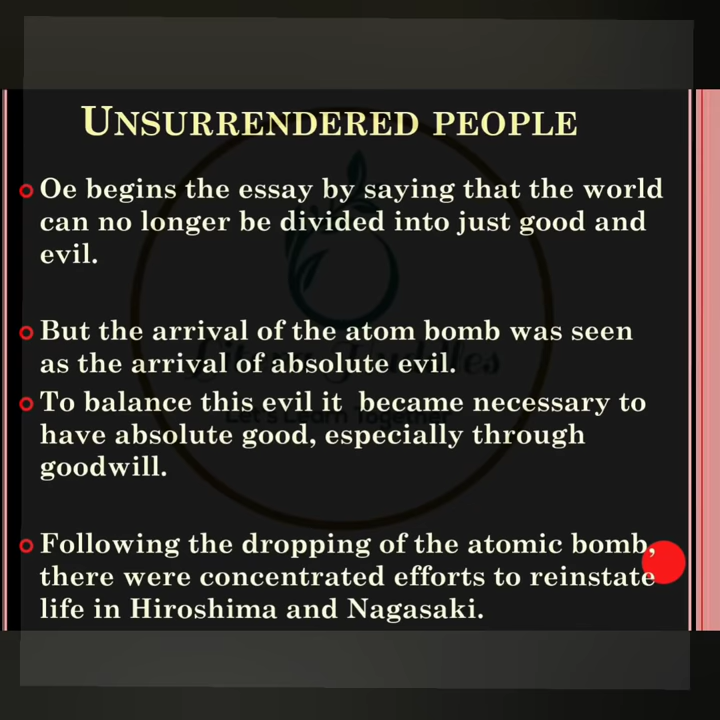 UNSURRENDERED PEOPLE
Oe begins the essay by saying that the world
can no longer be divided into just good and
evil.
But the arrival of the atom bomb was seen
as the arrival of absolute evil.
To balance this evil it became necessary to
have absolute good, especially through
goodwill.
Following the dropping of the atomic bomb,
there were concentrated efforts to reinstate
life in Hiroshima and Nagasaki.
Let's Learn Together